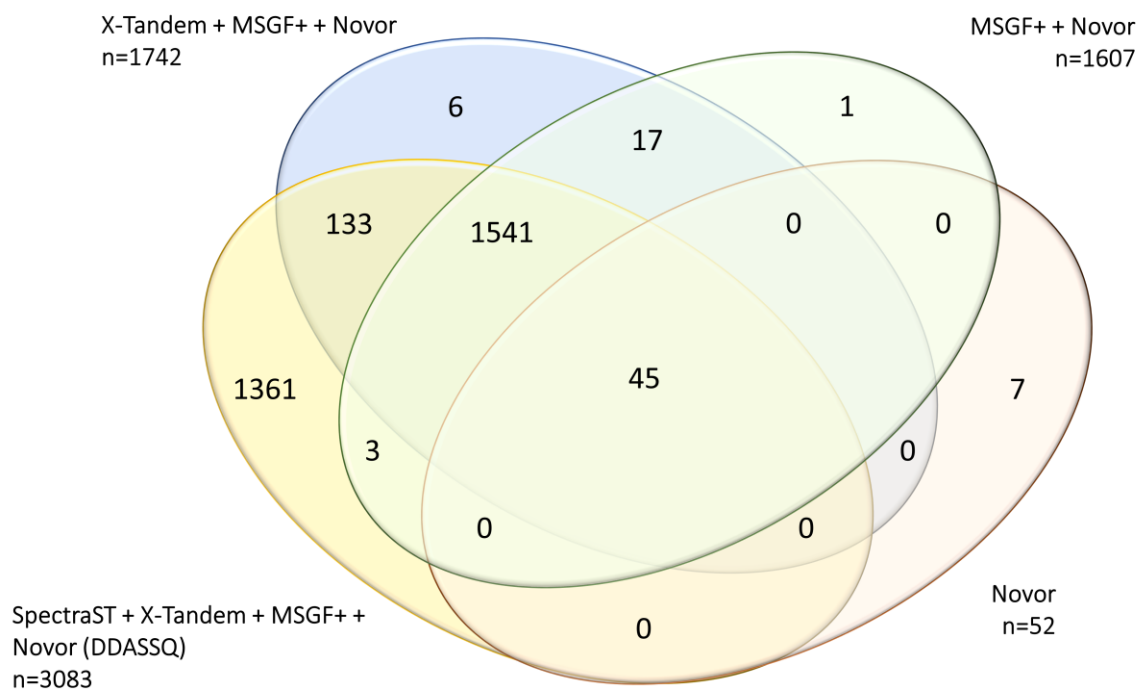 X-Tandem + MSGF+ + Novor
n=1742
MSGF+ + Novor
n=1607
6
17
1
133
1541
0
0
1361
45
7
3
0
0
0
0
SpectraST + X-Tandem + MSGF+ +
Novor (DDASSQ)
n=3083
Novor
n=52